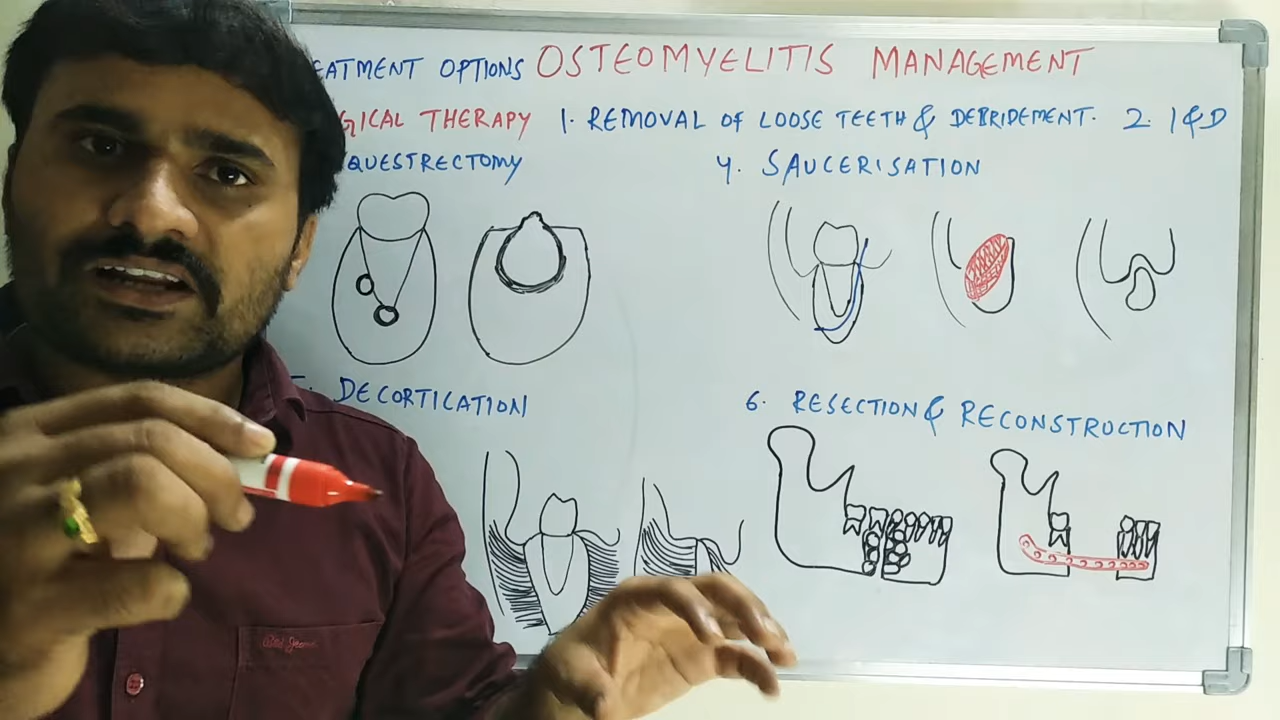 EATMENT OPTIONS OSTEOMYELITIS MANAGEMENT
GICAL THERAPY 1. REMOVAL OF LOOSE TEETH & DEBRIDEMENT. 2. I&D
QUESTRECTOMY 4. SAUCERISATION
5. DECORTICATION 6. RESECTION & RECONSTRUCTION